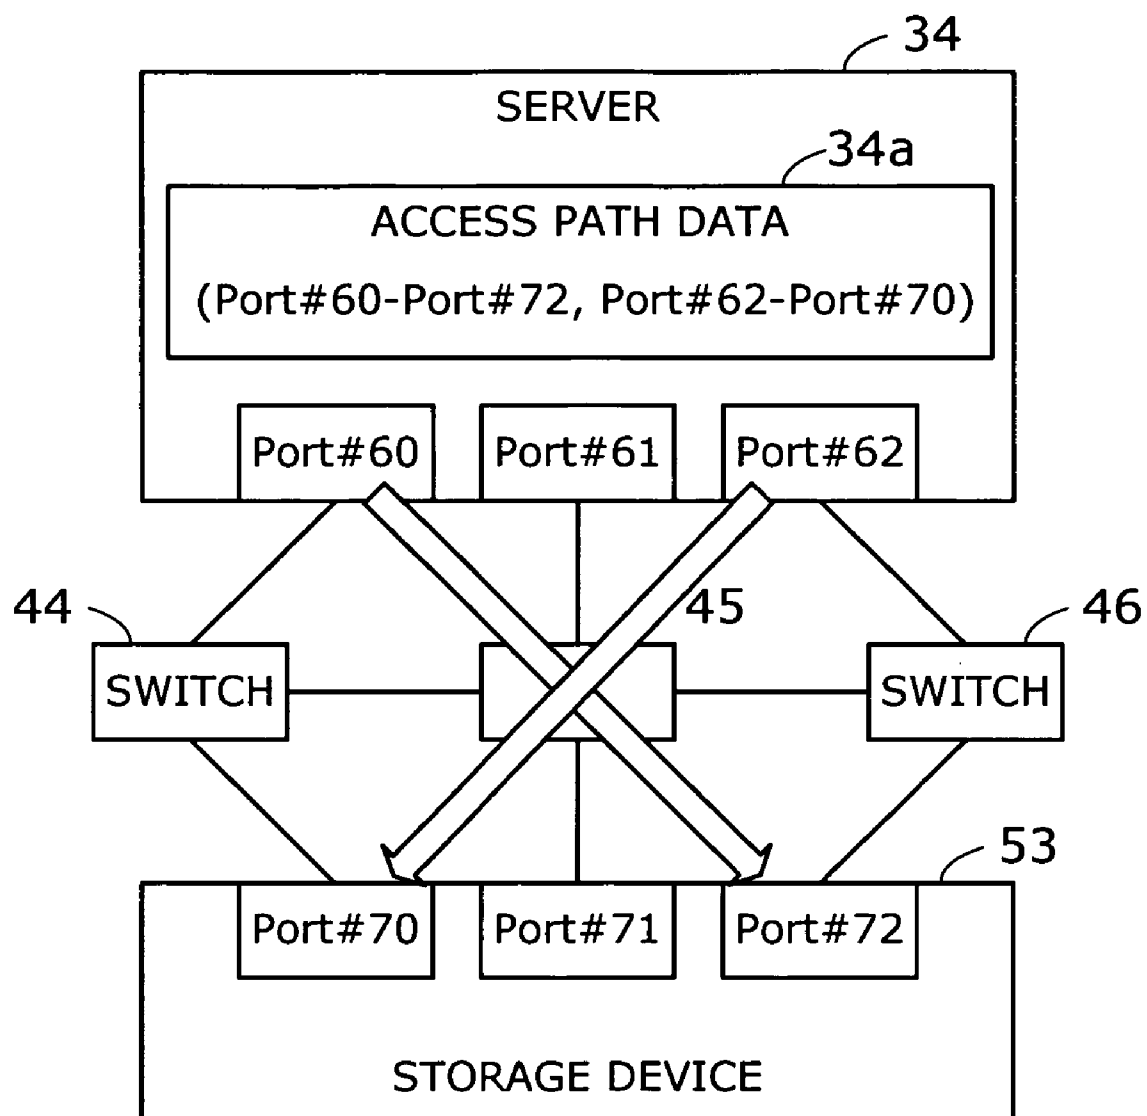 34
SERVER
34a
ACCESS PATH DATA
(Port#60-Port#72, Port#62-Port#70)
Port#60 Port#61 Port#62
44 45 46
SWITCH SWITCH
53
Port#70 Port#71 Port#72
STORAGE DEVICE